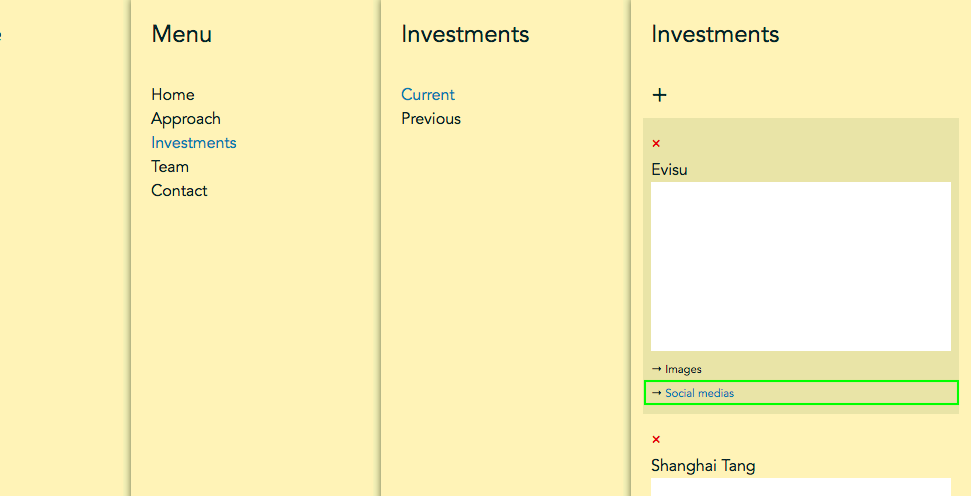 Menu
Home
Approach
Investments
Team
Contact
Investments
Current
Previous
Investments
+
×
Evisu
→ Images
→ Social medias
×
Shanghai Tang